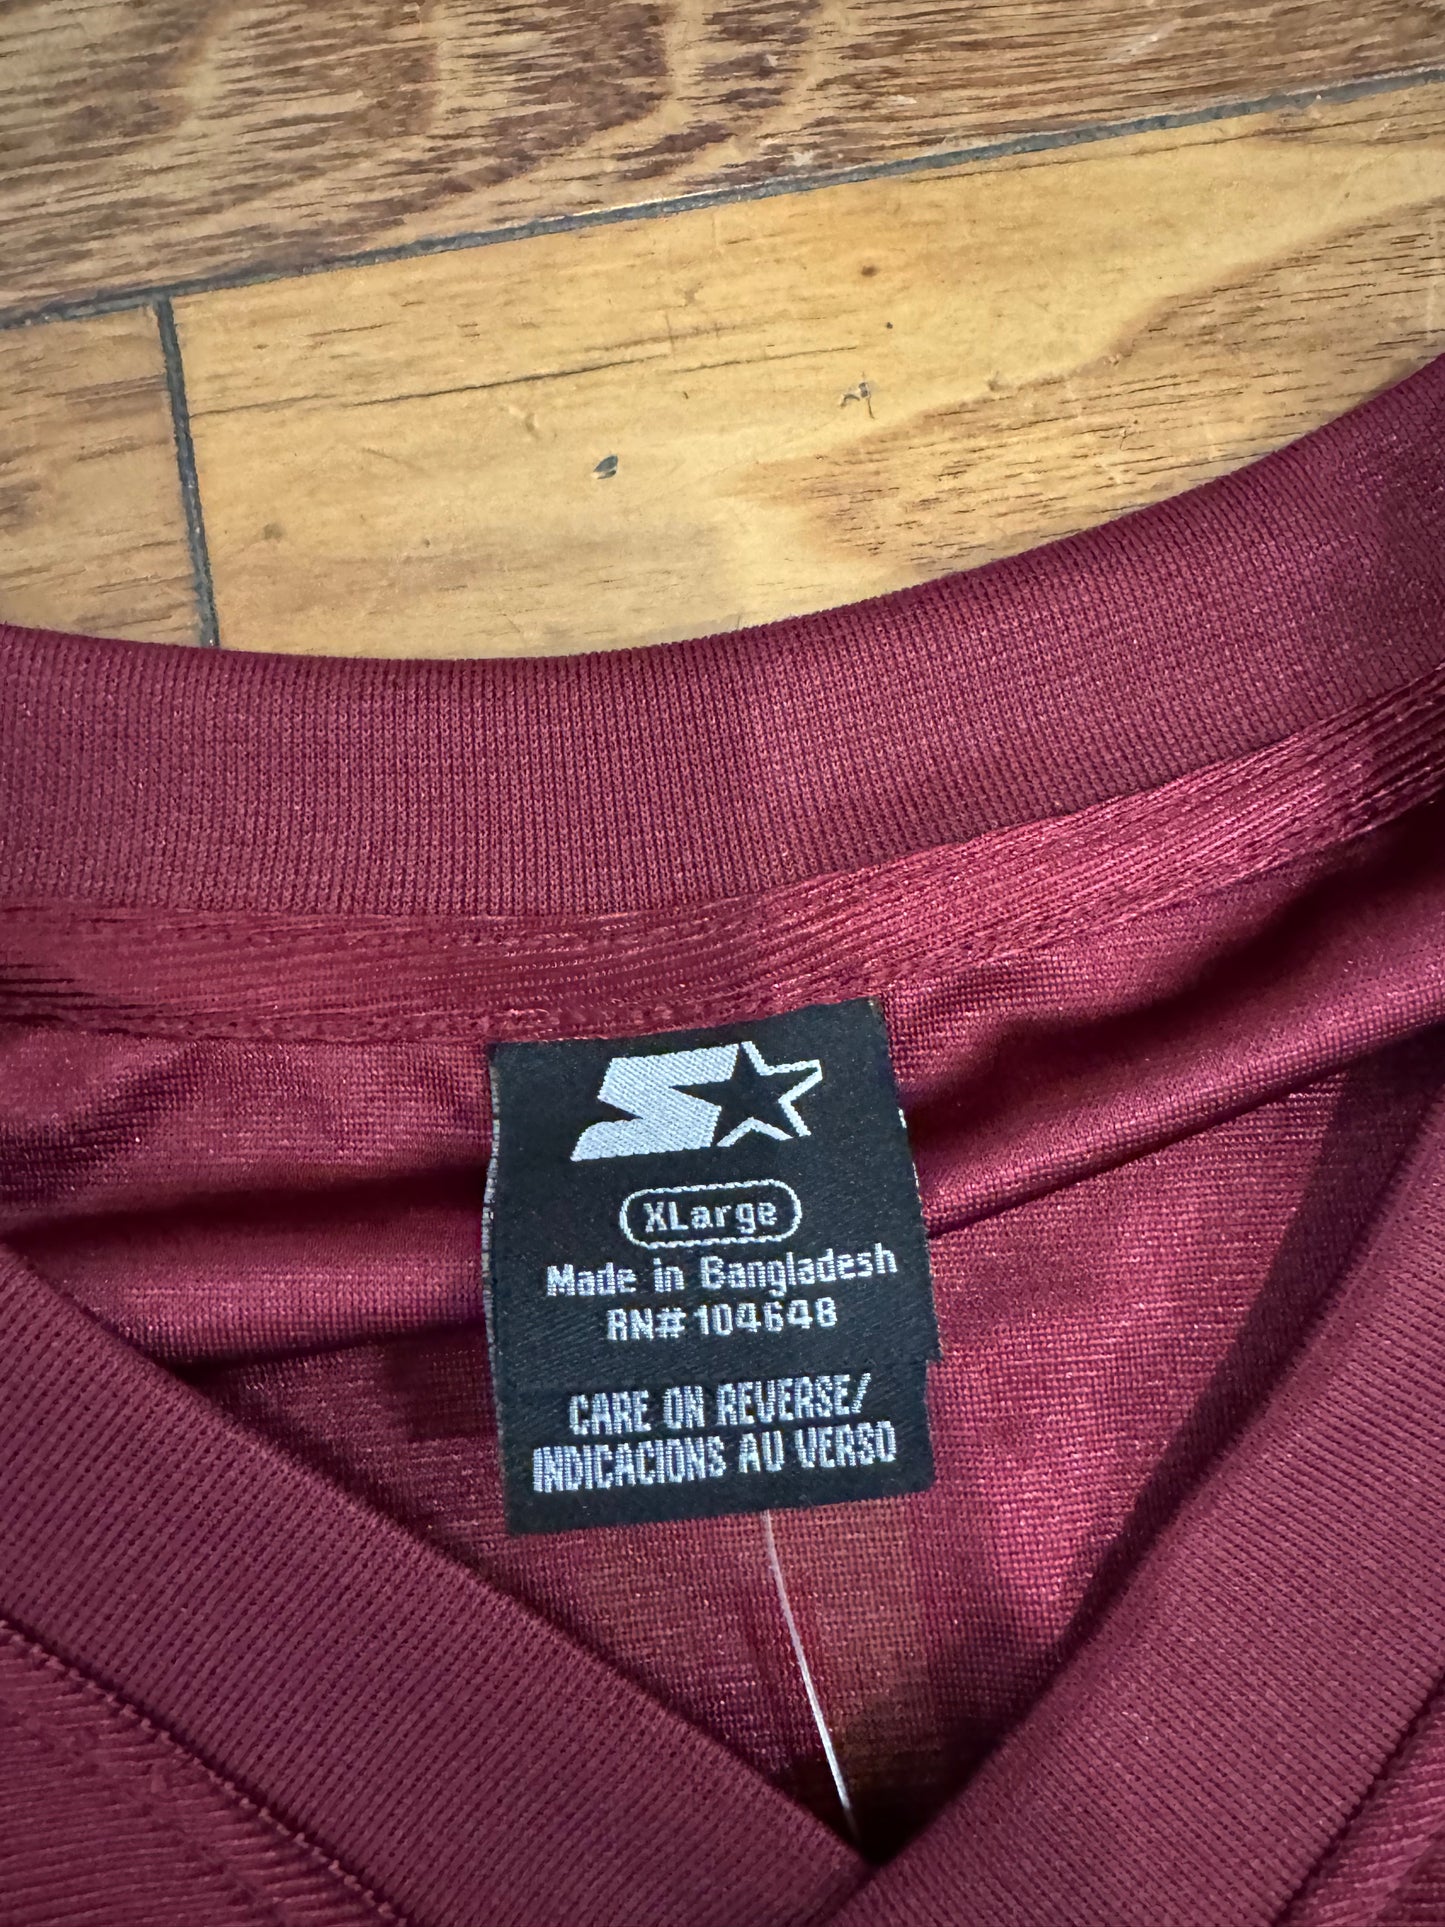 XLarge
Made in Bangladesh
RN# 104648
CARE ON REVERSE/
INDICACIONS AU VERSO